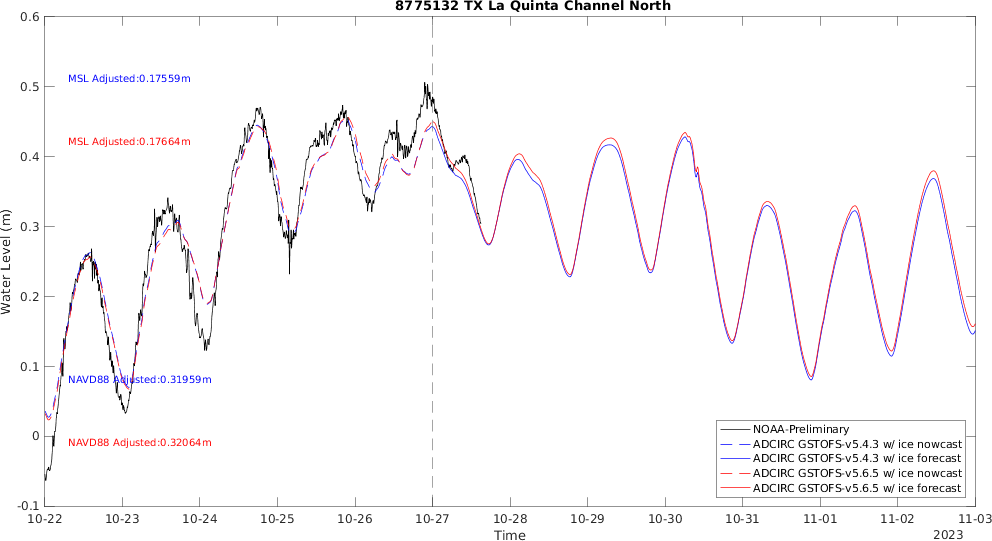 8775132 TX La Quinta Channel North
0.6
0.5
0.4
0.3
0.2
0.1
0
-0.1
Water Level (m)
MSL Adjusted:0.17559m
MSL Adjusted:0.17664m
NAVD88 Adjusted:0.31959m
NAVD88 Adjusted:0.32064m
NOAA-Preliminary
ADCIRC GSTOFS-v5.4.3 w/ ice nowcast
ADCIRC GSTOFS-v5.4.3 w/ ice forecast
ADCIRC GSTOFS-v5.6.5 w/ ice nowcast
ADCIRC GSTOFS-v5.6.5 w/ ice forecast
10-22 10-23 10-24 10-25 10-26 10-27 10-28 10-29 10-30 10-31 11-01 11-02 11-03
Time
2023